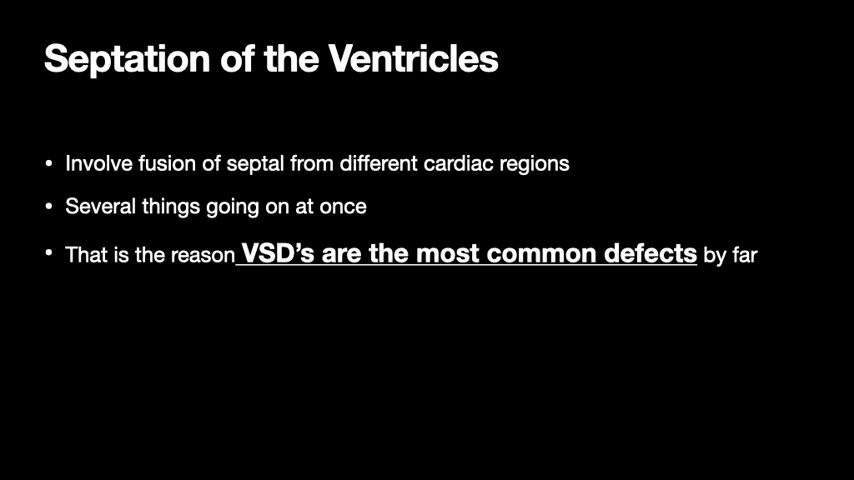 Septation of the Ventricles
• Involve fusion of septal from different cardiac regions
• Several things going on at once
• That is the reason VSD’s are the most common defects by far